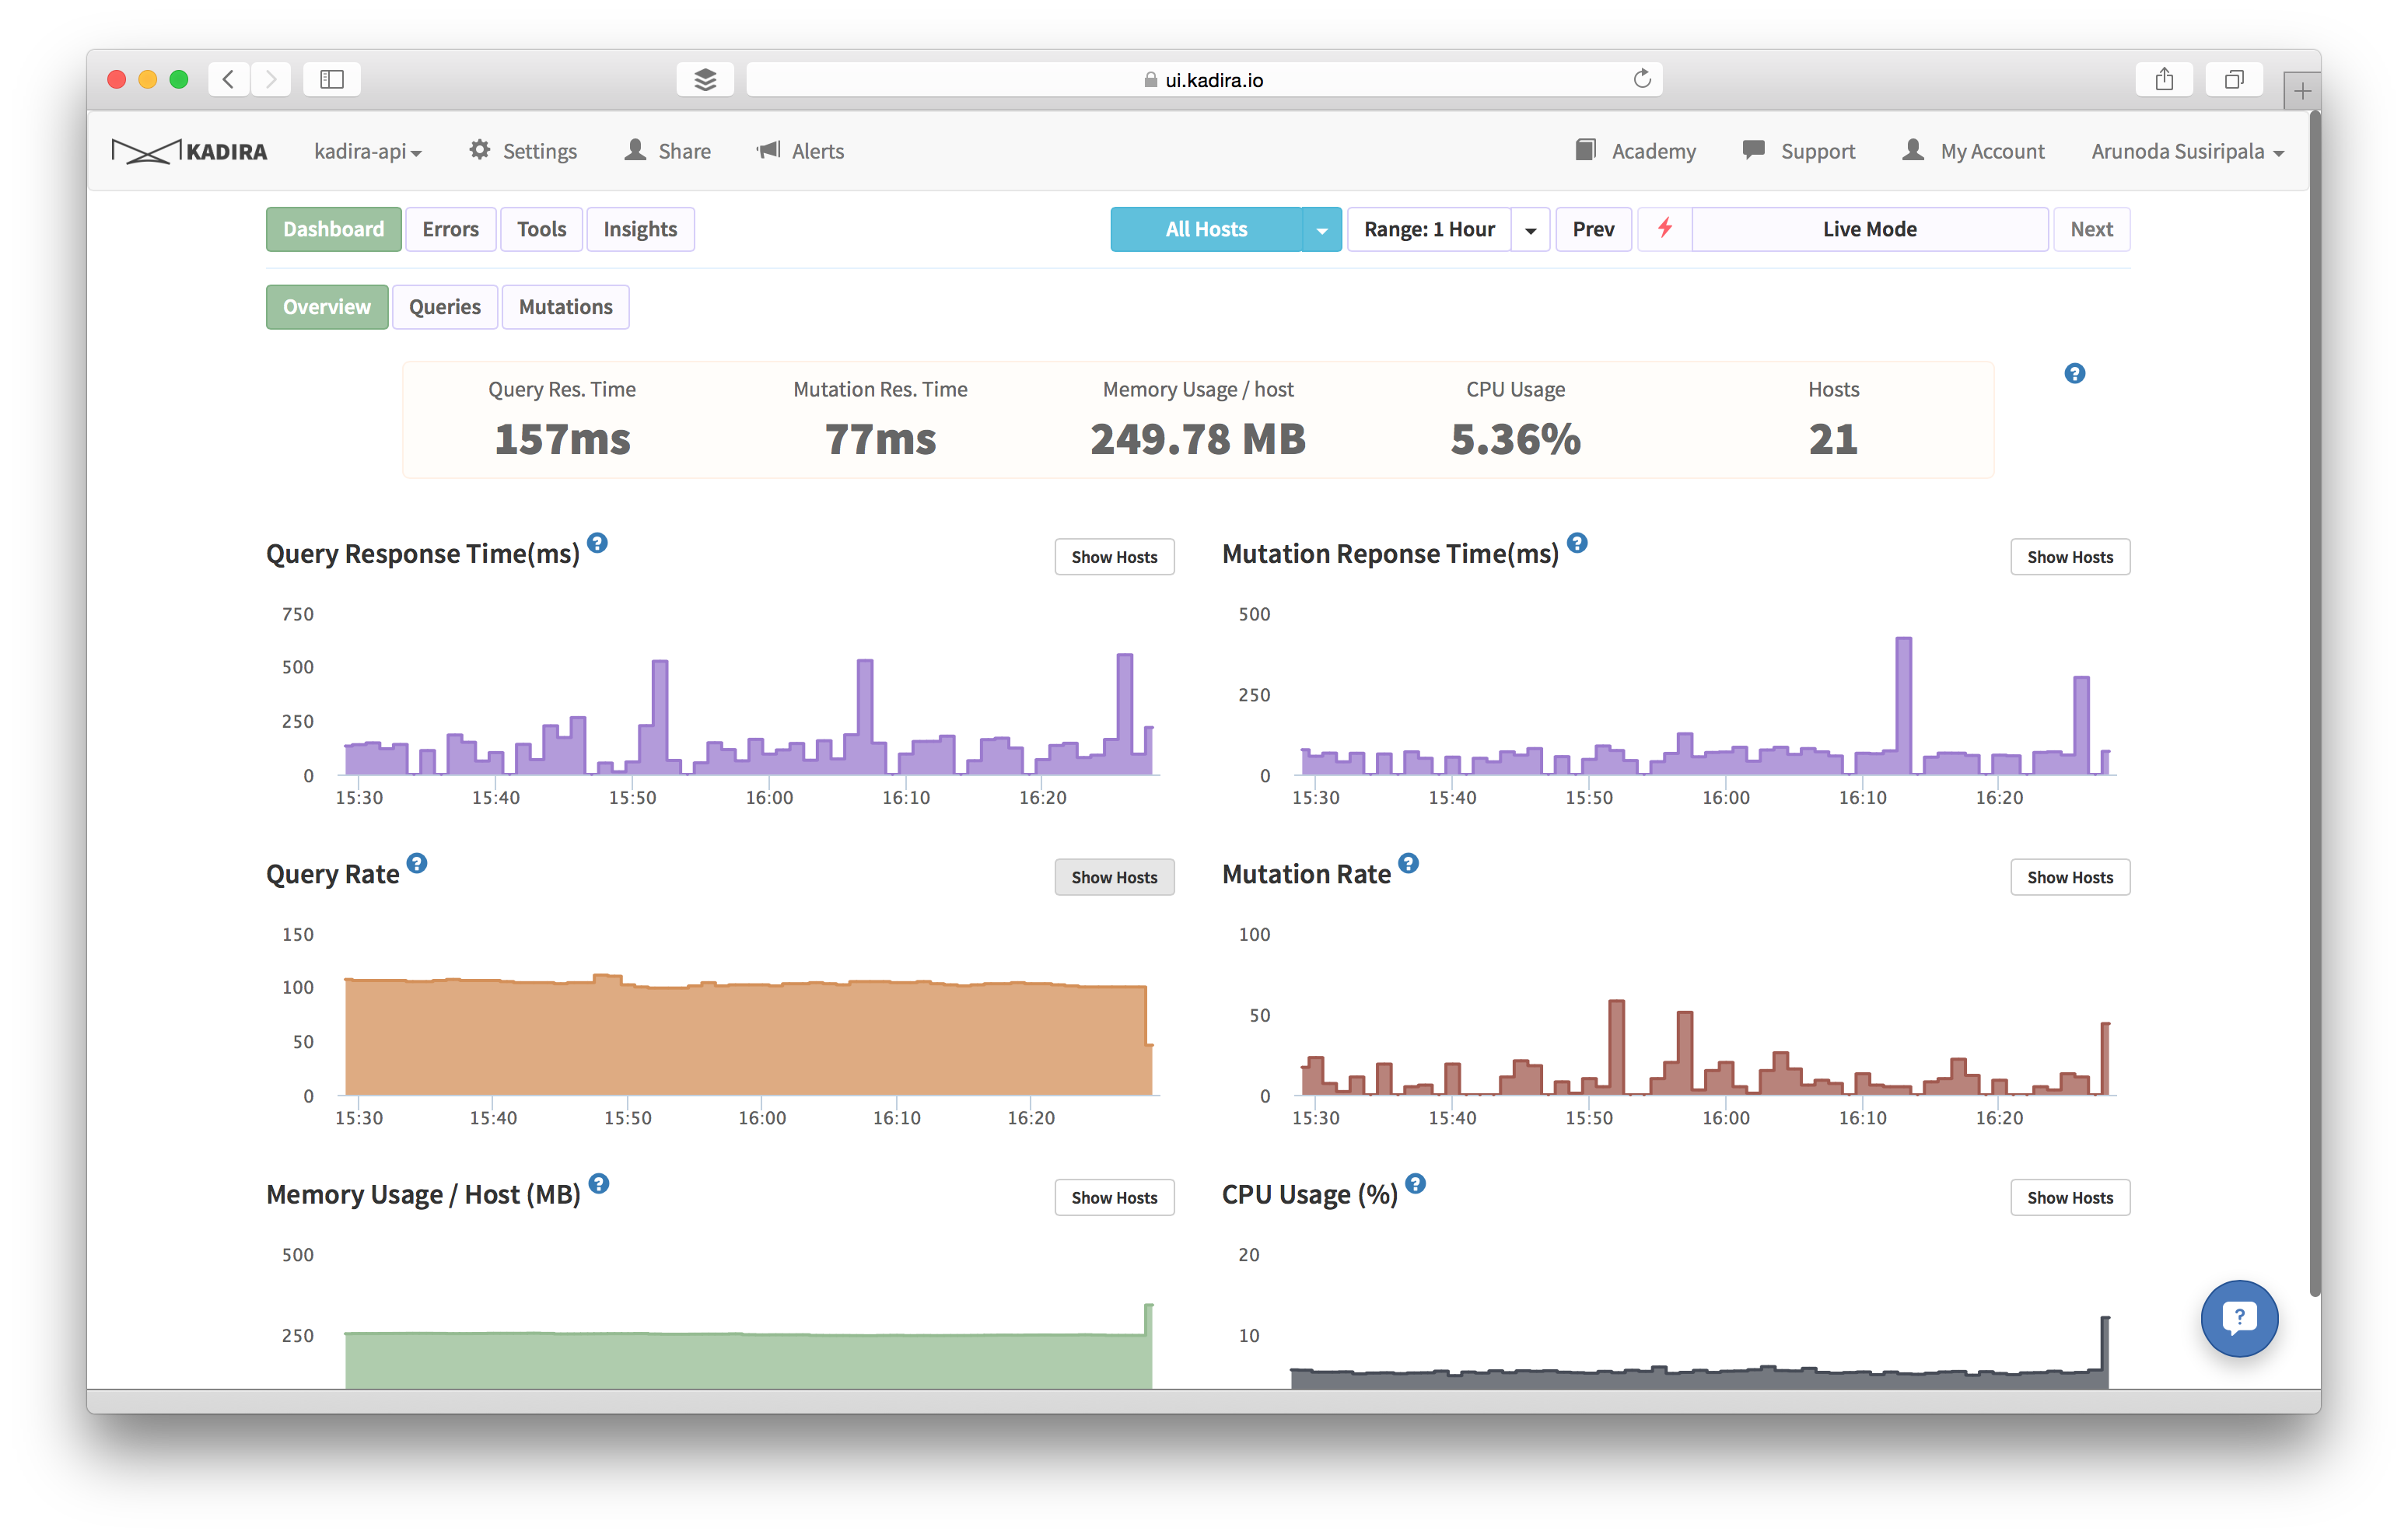 ui.kadira.io
KADIRA kadira-api Settings Share Alerts Academy Support My Account Arunoda Susiripala
Dashboard Errors Tools Insights All Hosts Range: 1 Hour Prev Live Mode Next
Overview Queries Mutations
Query Res. Time Mutation Res. Time Memory Usage / host CPU Usage Hosts
157ms 77ms 249.78 MB 5.36% 21
Query Response Time(ms) Show Hosts
750
500
250
0
15:30 15:40 15:50 16:00 16:10 16:20
Mutation Reponse Time(ms) Show Hosts
500
250
0
15:30 15:40 15:50 16:00 16:10 16:20
Query Rate Show Hosts
150
100
50
0
15:30 15:40 15:50 16:00 16:10 16:20
Mutation Rate Show Hosts
100
50
0
15:30 15:40 15:50 16:00 16:10 16:20
Memory Usage / Host (MB) Show Hosts
500
250
CPU Usage (%) Show Hosts
20
10